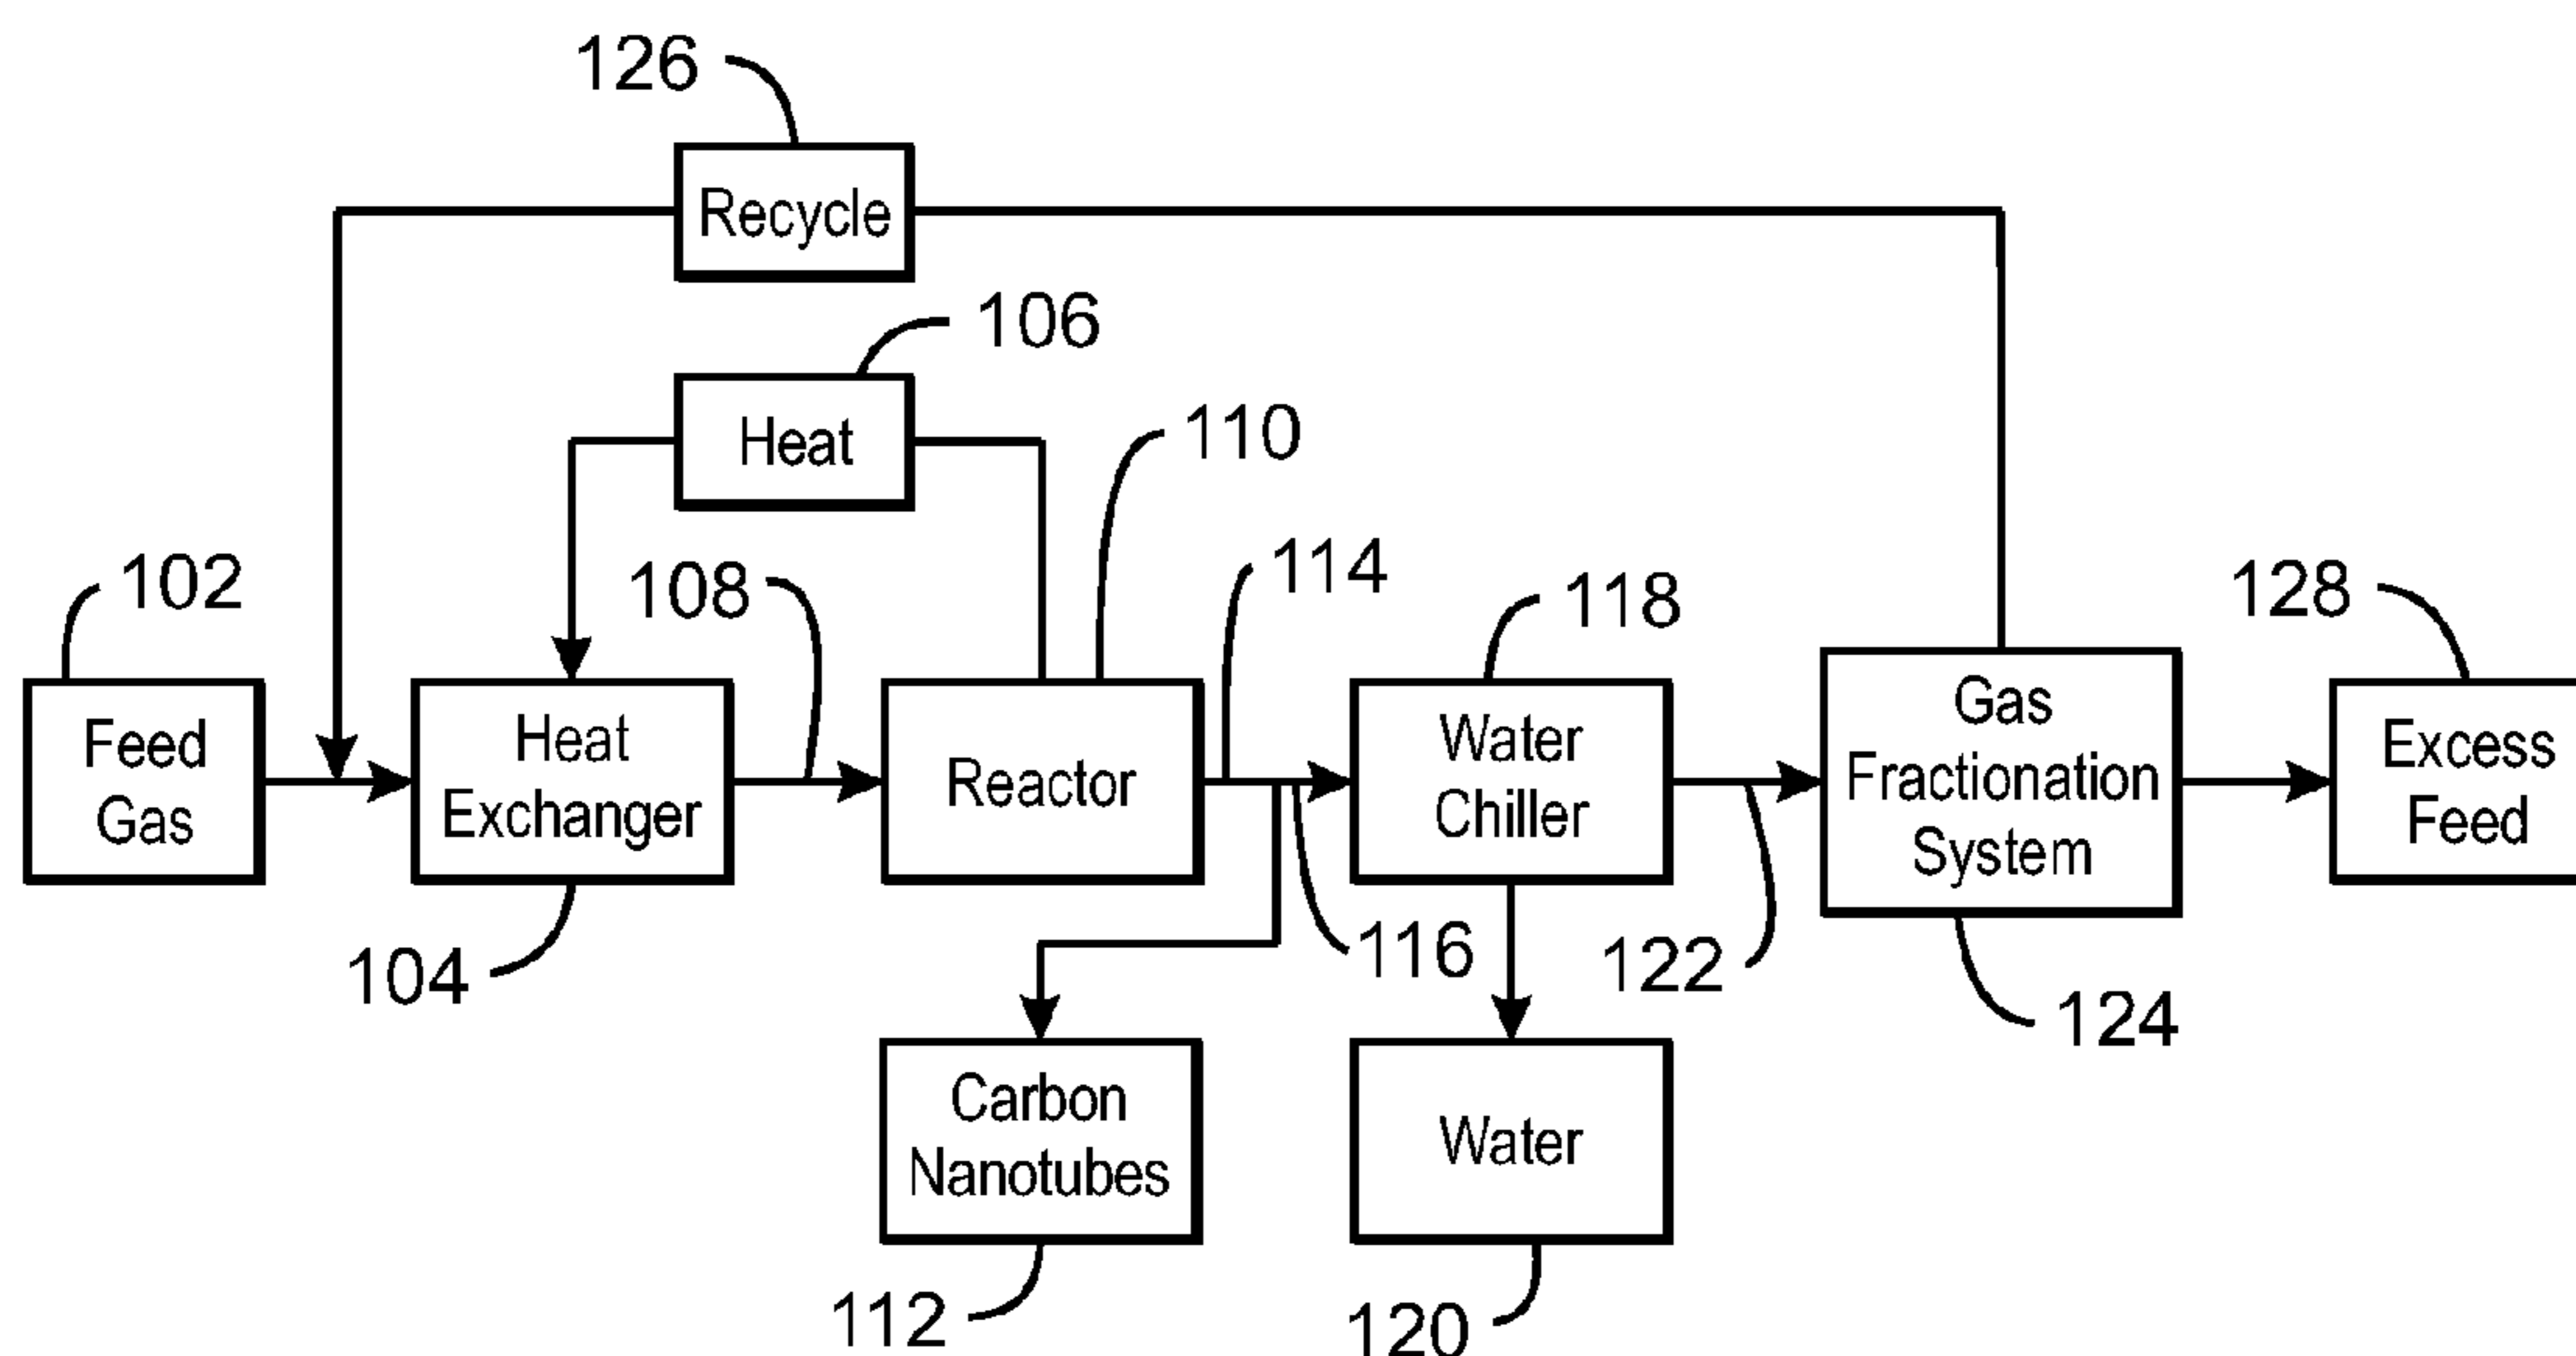 126
Recycle
106
Heat
110
114
102
108
118
128
Feed
Gas
Heat
Exchanger
Reactor
Water
Chiller
Gas
Fractionation
System
Excess
Feed
104
116
122
124
Carbon
Nanotubes
Water
112
120